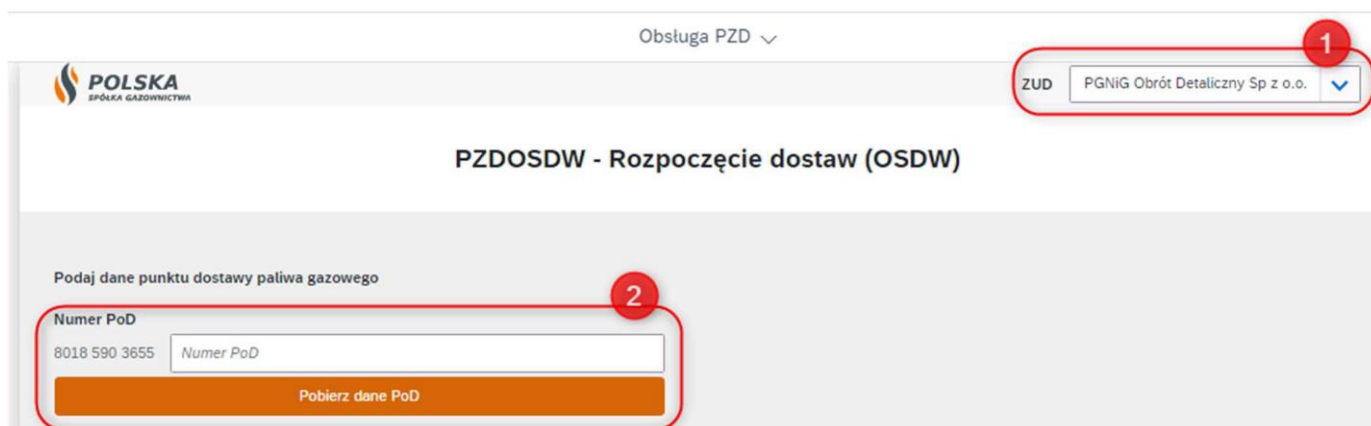 Obsługa PZD
1
POLSKA
SPÓŁKA GAZOWNICTWA
ZUD PGNiG Obrót Detaliczny Sp z o.o.
PZDOSDW - Rozpoczęcie dostaw (OSDW)
Podaj dane punktu dostawy paliwa gazowego
2
Numer PoD
8018 590 3655 Numer PoD
Pobierz dane PoD